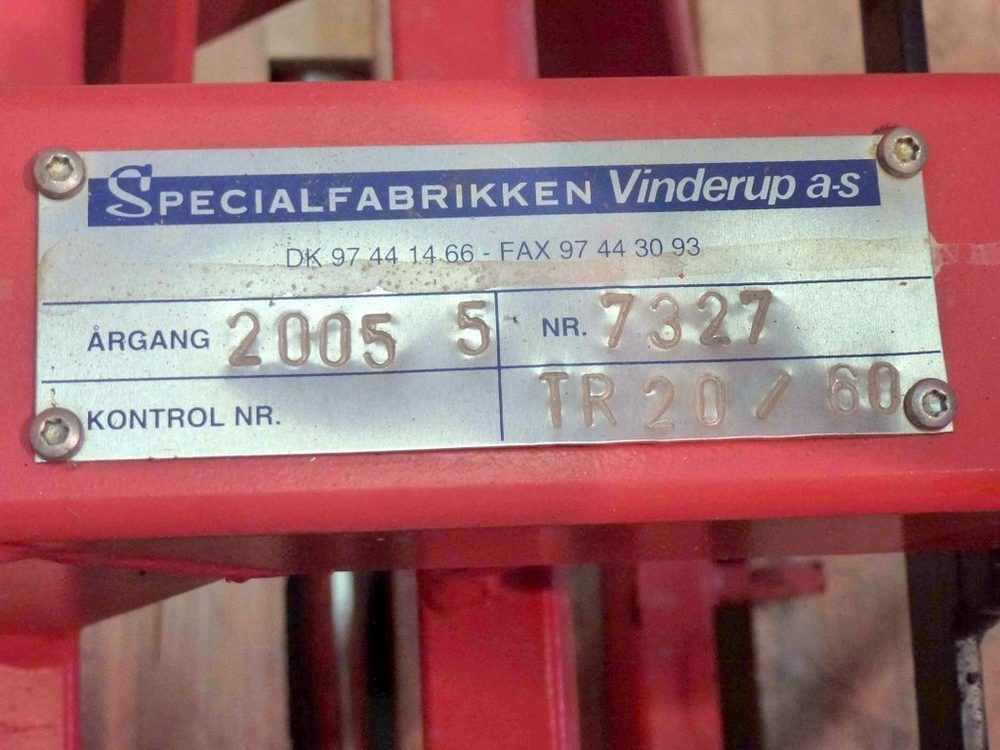 SPECIALFABRIKKEN Vinderup a-s
DK 97 44 14 66 - FAX 97 44 30 93
ÅRGANG 2005 5 NR. 7327
KONTROL NR. TR 20 / 60